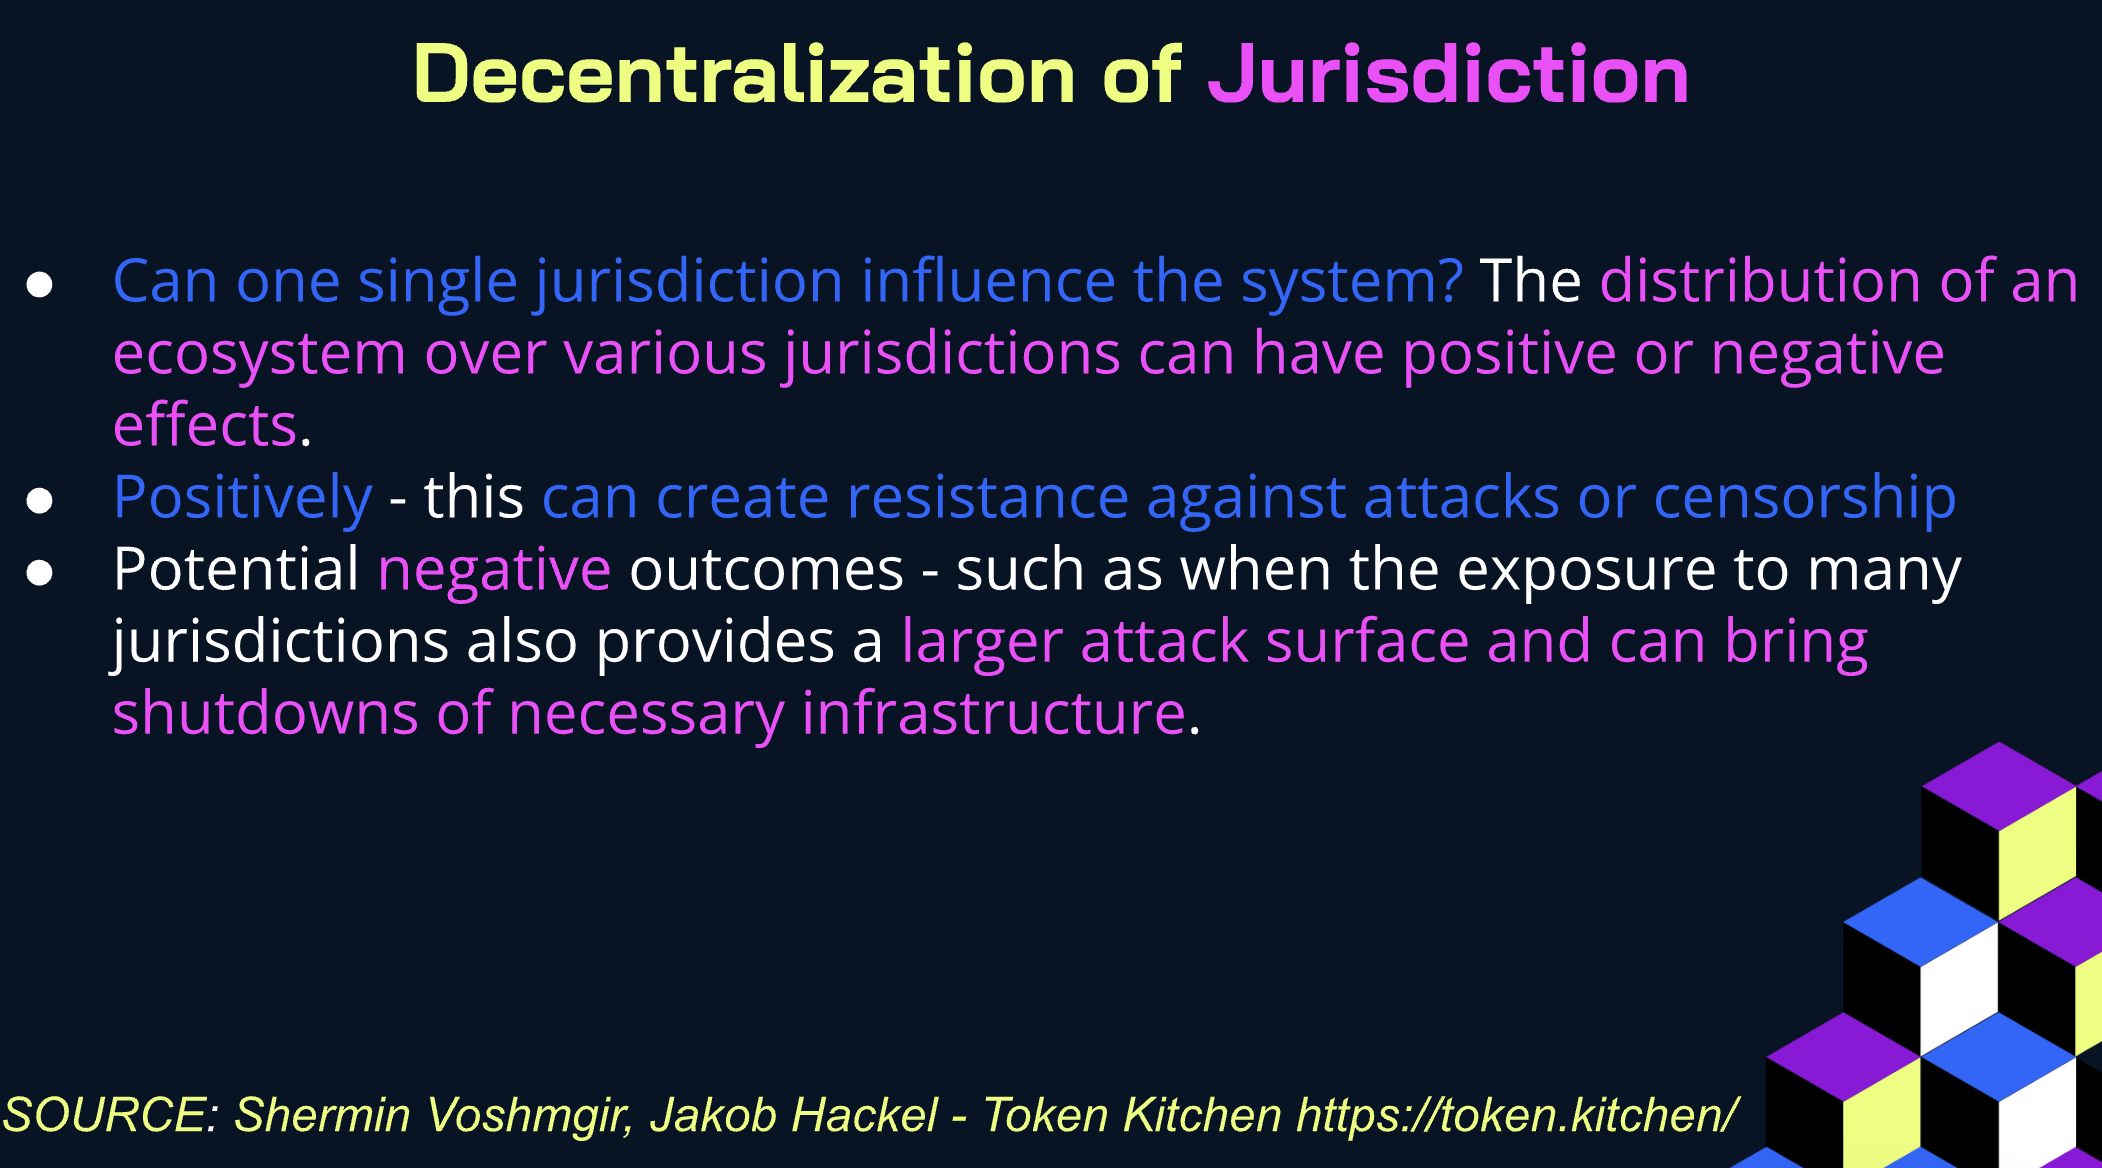 Decentralization of Jurisdiction
● Can one single jurisdiction influence the system? The distribution of an
ecosystem over various jurisdictions can have positive or negative
effects.
● Positively - this can create resistance against attacks or censorship
● Potential negative outcomes - such as when the exposure to many
jurisdictions also provides a larger attack surface and can bring
shutdowns of necessary infrastructure.
SOURCE: Shermin Voshmgir, Jakob Hackel - Token Kitchen https://token.kitchen/